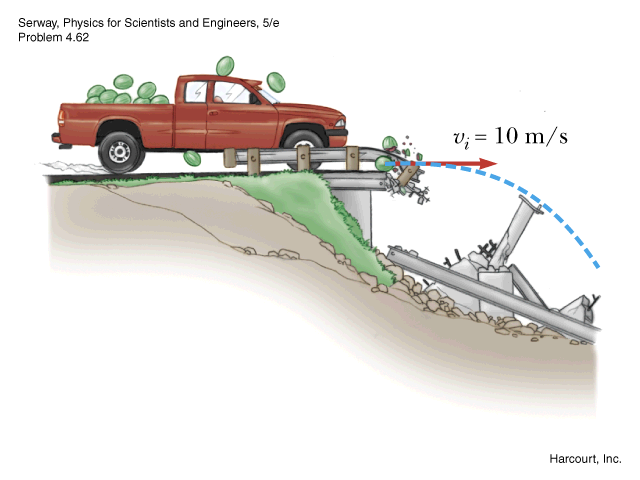 Serway, Physics for Scientists and Engineers, 5/e
Problem 4.62
vᵢ = 10 m/s
Harcourt, Inc.